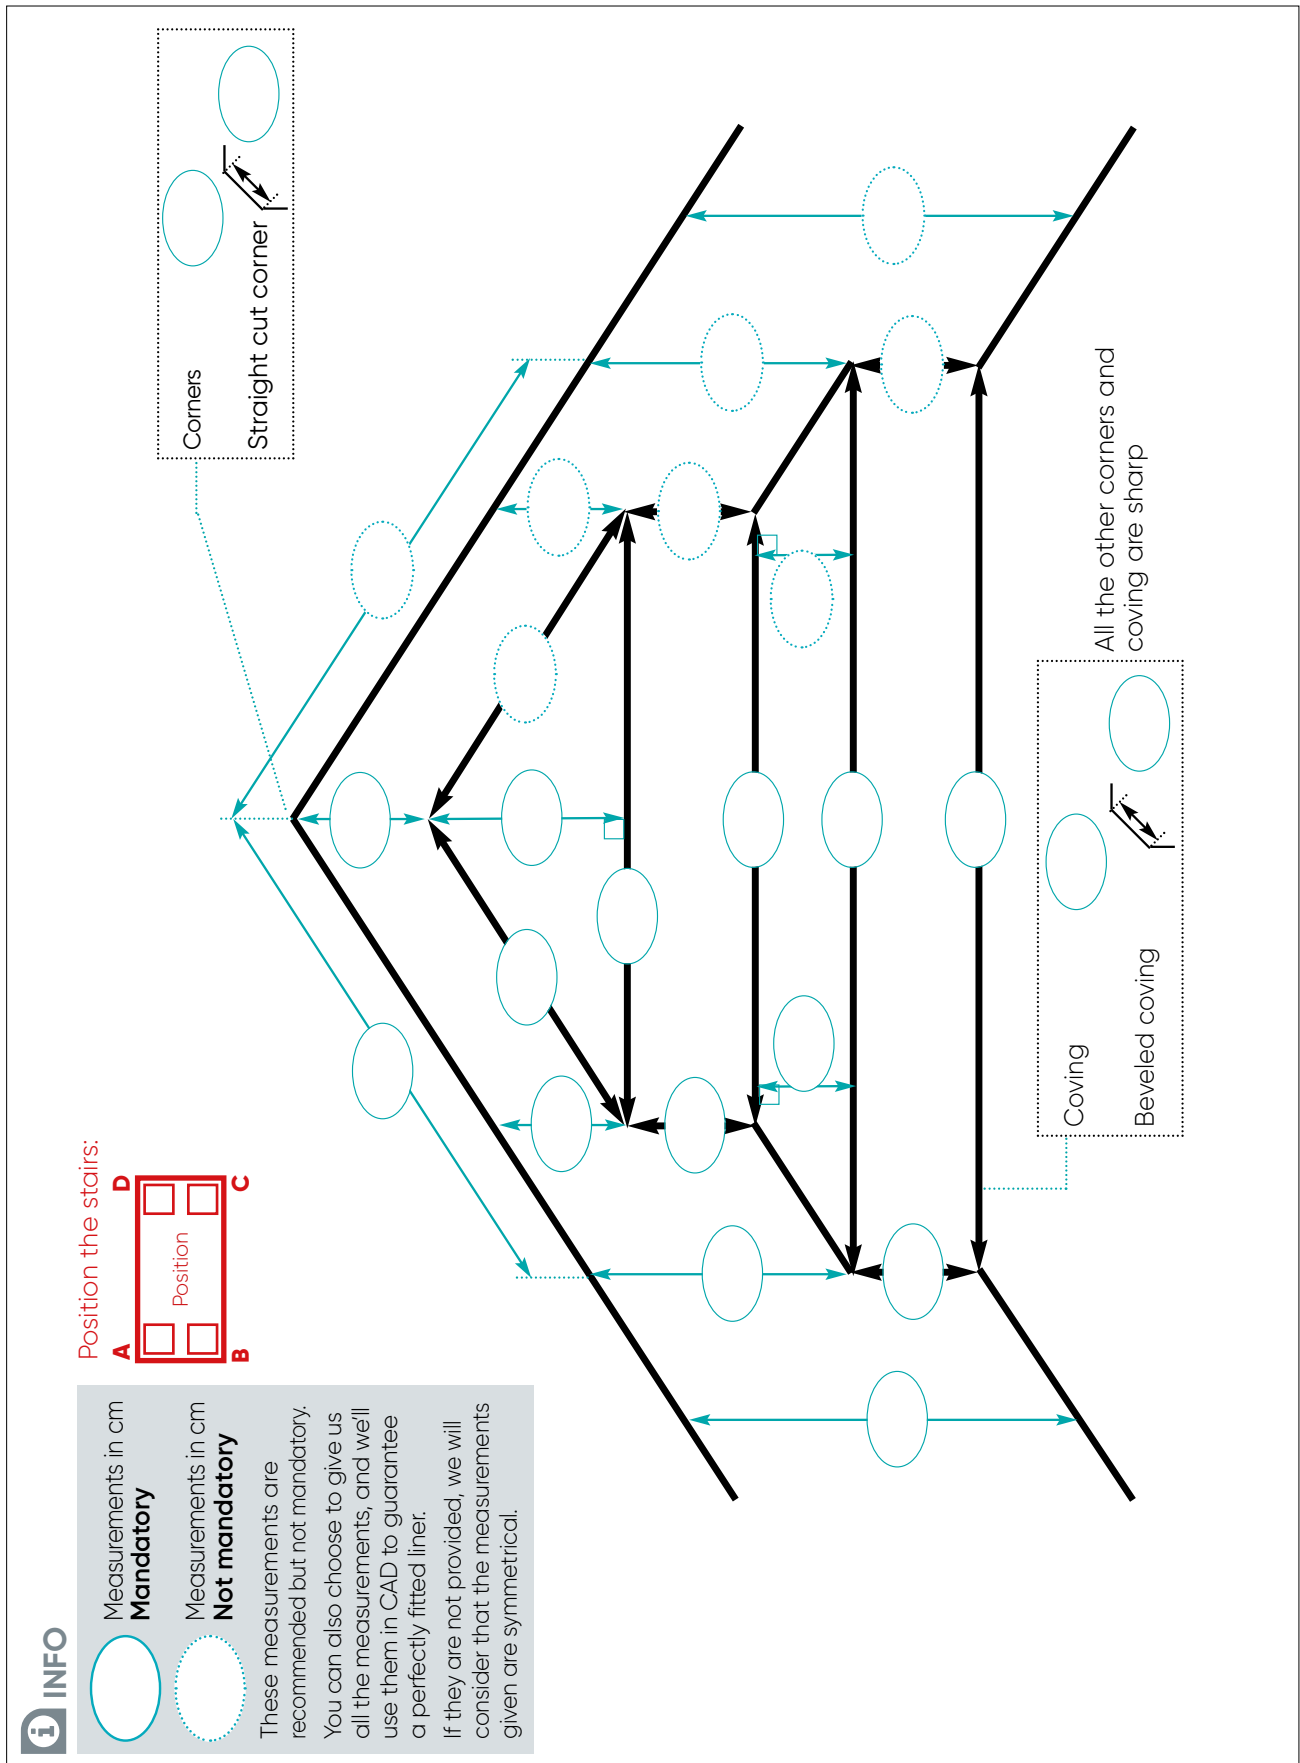 INFO
Measurements in cm
Mandatory
Measurements in cm
Not mandatory
These measurements are
recommended but not mandatory.
You can also choose to give us
all the measurements, and we'll
use them in CAD to guarantee
a perfectly fitted liner.
If they are not provided, we will
consider that the measurements
given are symmetrical.
Position the stairs:
A D
Position
B C
Corners
Straight cut corner
Coving
Beveled coving
All the other corners and
coving are sharp